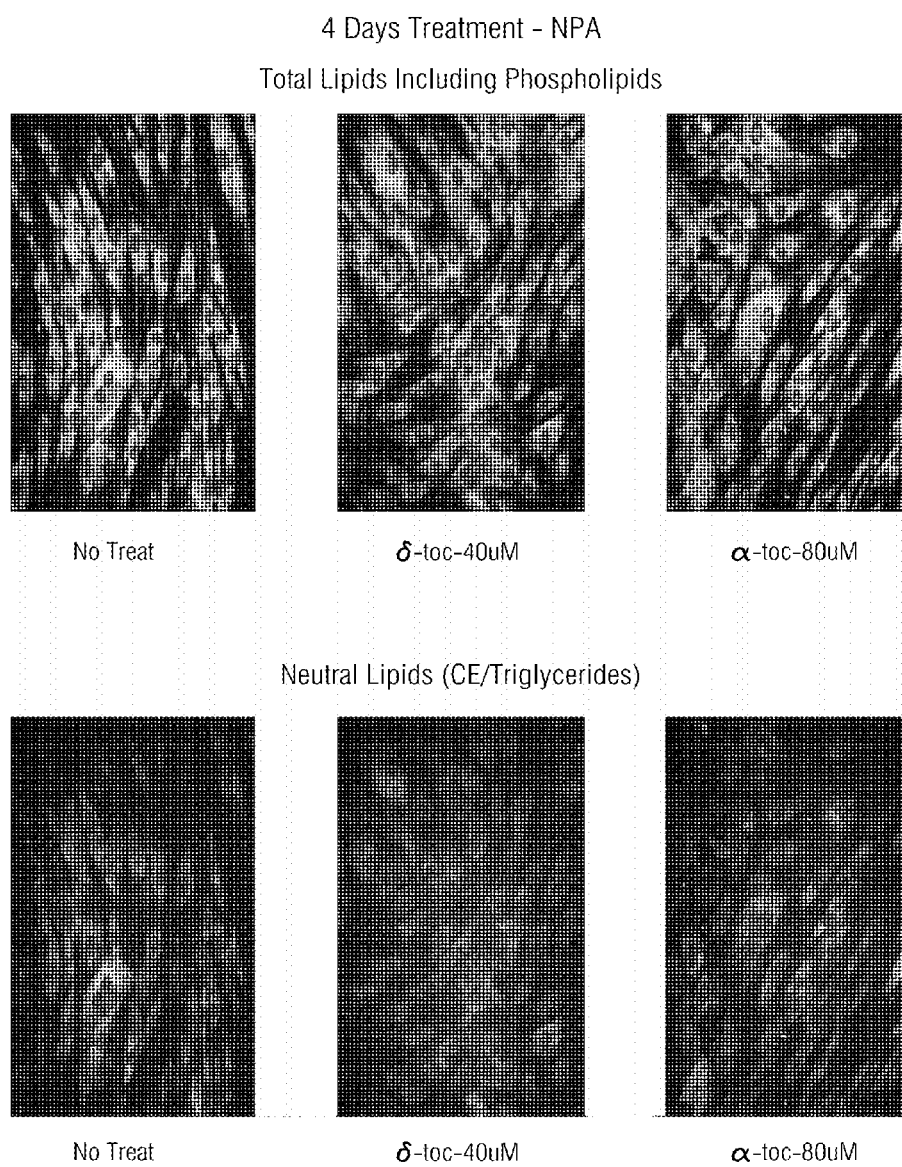 4 Days Treatment - NPA
Total Lipids Including Phospholipids
No Treat δ-toc-40uM α-toc-80uM
Neutral Lipids (CE/Triglycerides)
No Treat δ-toc-40uM α-toc-80uM